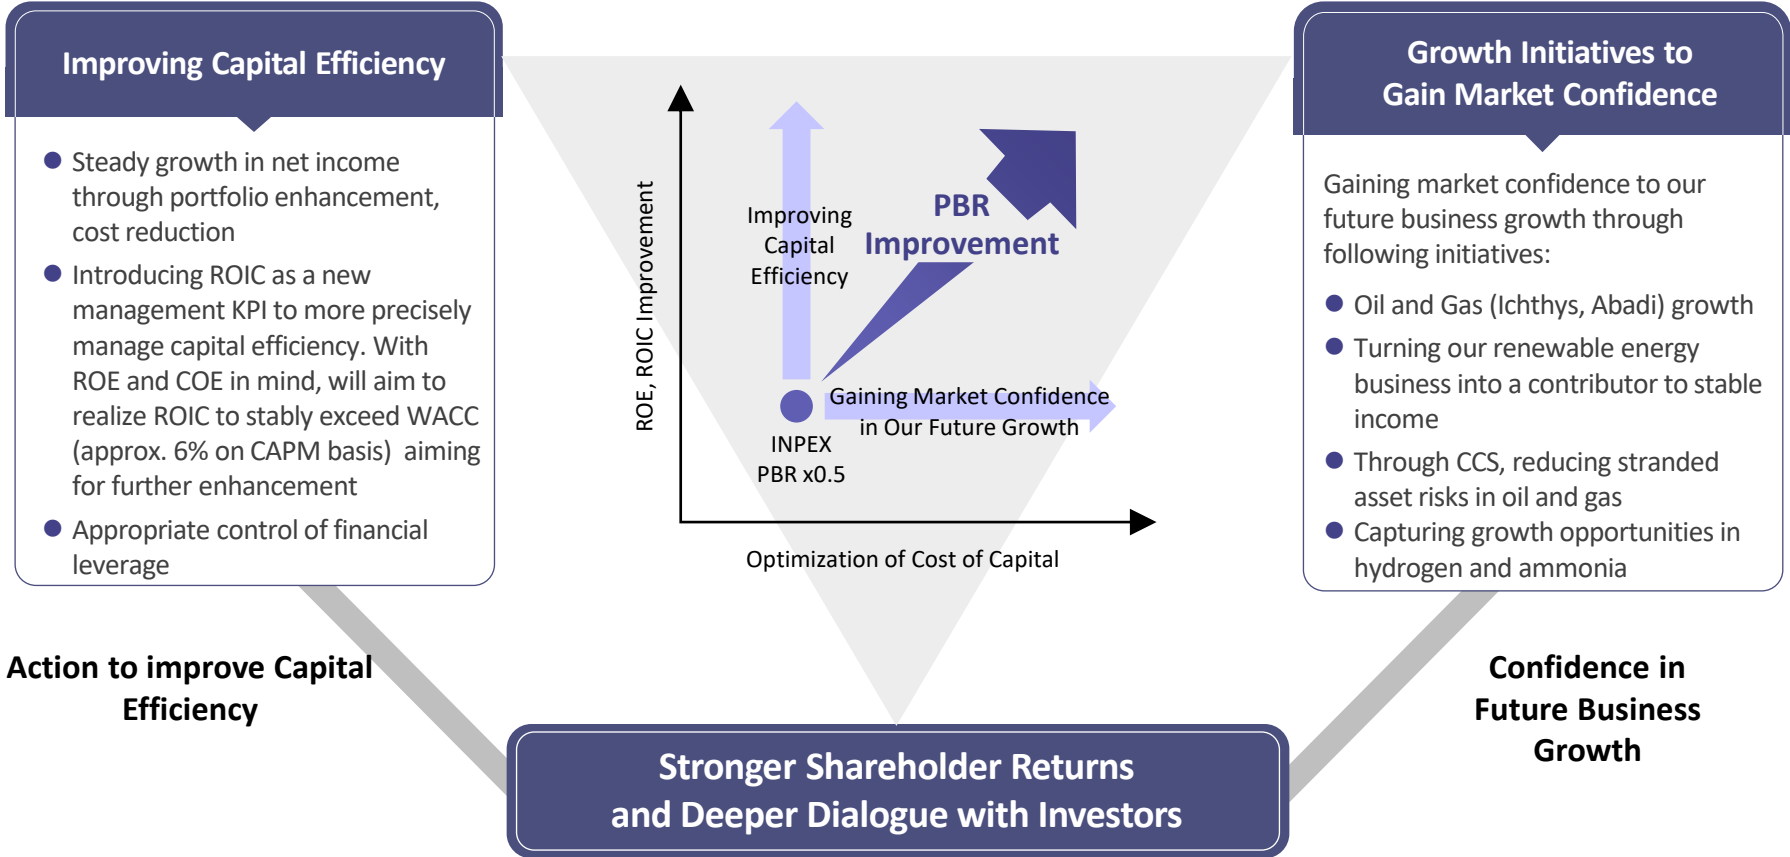 Improving Capital Efficiency
● Steady growth in net income
through portfolio enhancement,
cost reduction
● Introducing ROIC as a new
management KPI to more precisely
manage capital efficiency. With
ROE and COE in mind, will aim to
realize ROIC to stably exceed WACC
(approx. 6% on CAPM basis)  aiming
for further enhancement
● Appropriate control of financial
leverage
Action to improve Capital
Efficiency
ROE, ROIC Improvement
Improving
Capital
Efficiency
PBR
Improvement
Gaining Market Confidence
in Our Future Growth
INPEX
PBR x0.5
Optimization of Cost of Capital
Growth Initiatives to
Gain Market Confidence
Gaining market confidence to our
future business growth through
following initiatives:
● Oil and Gas (Ichthys, Abadi) growth
● Turning our renewable energy
business into a contributor to stable
income
● Through CCS, reducing stranded
asset risks in oil and gas
● Capturing growth opportunities in
hydrogen and ammonia
Confidence in
Future Business
Growth
Stronger Shareholder Returns
and Deeper Dialogue with Investors